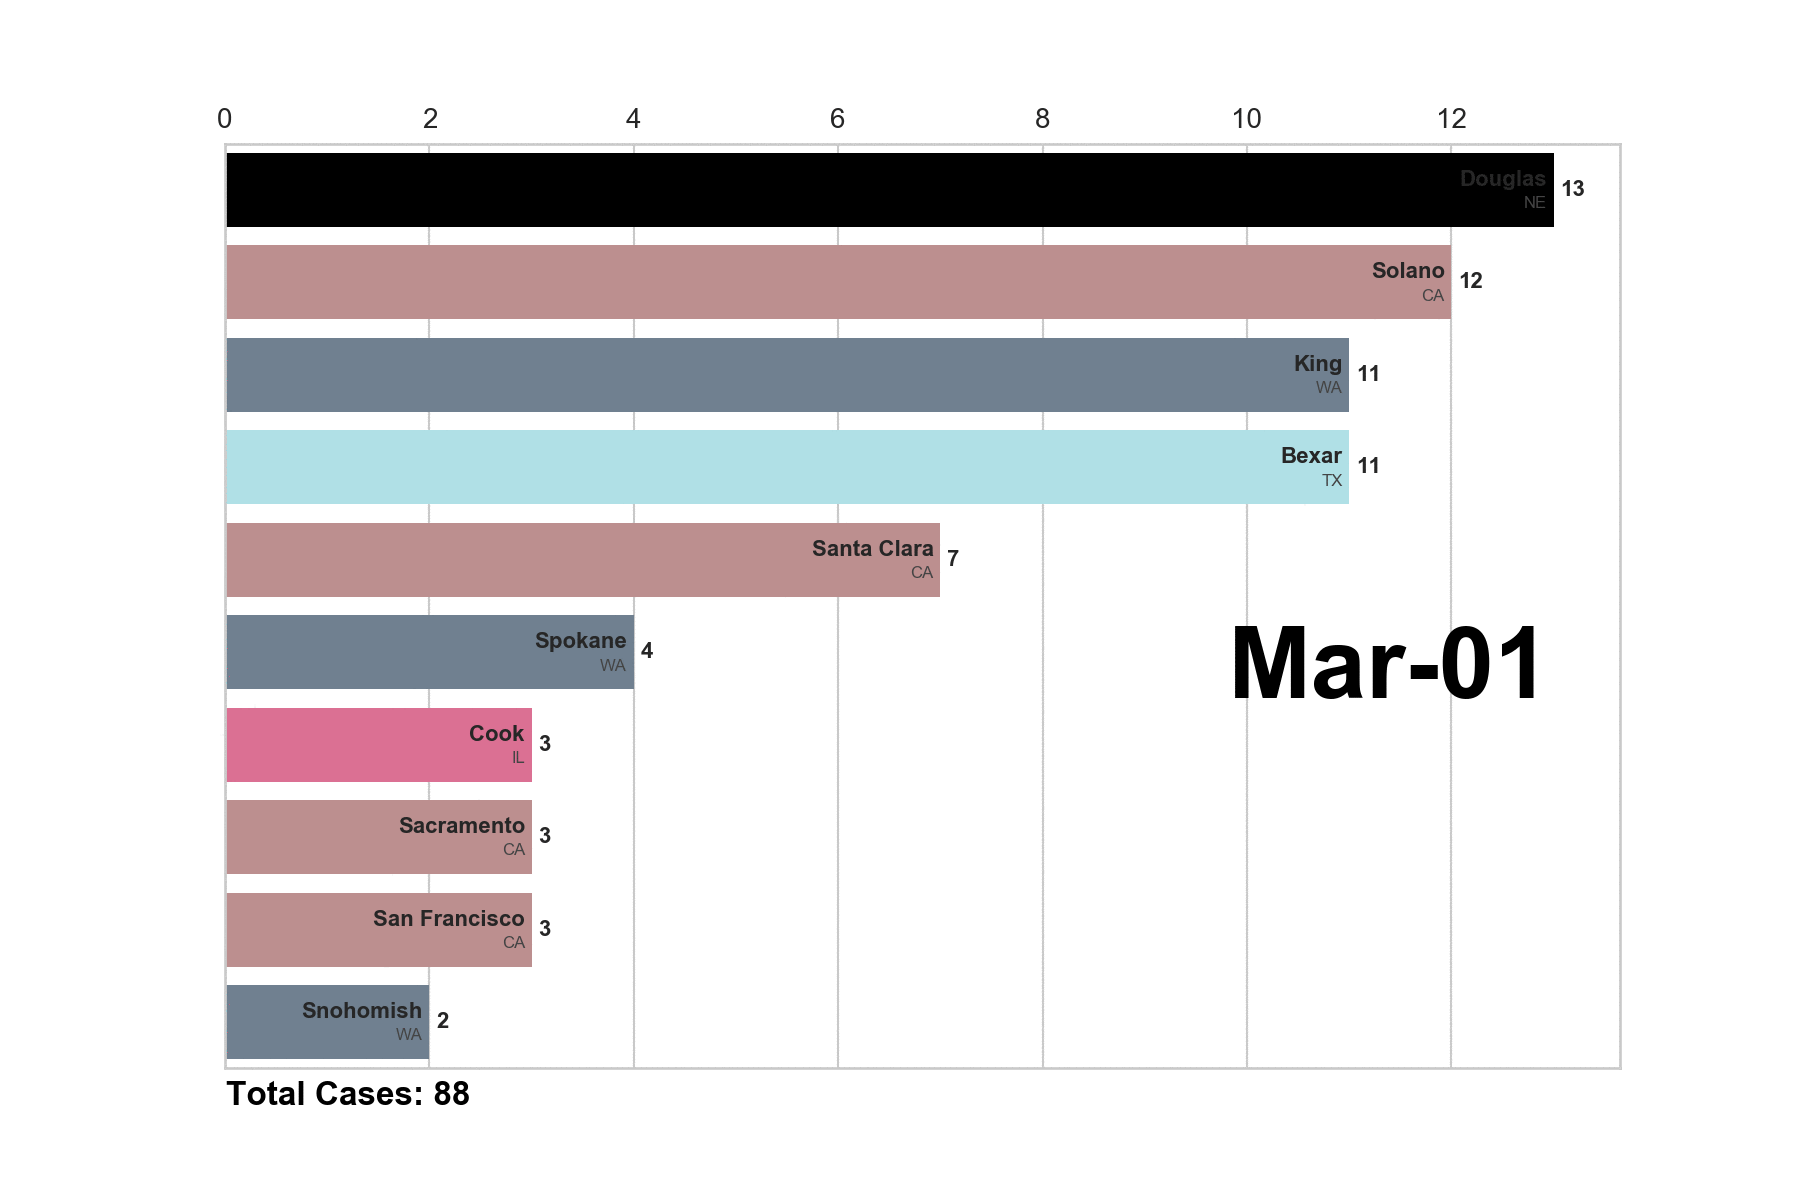 0 2 4 6 8 10 12
Douglas
NE
13
Solano
CA
12
King
WA
11
Bexar
TX
11
Santa Clara
CA
7
Spokane
WA
4
Mar-01
Cook
IL
3
Sacramento
CA
3
San Francisco
CA
3
Snohomish
WA
2
Total Cases: 88